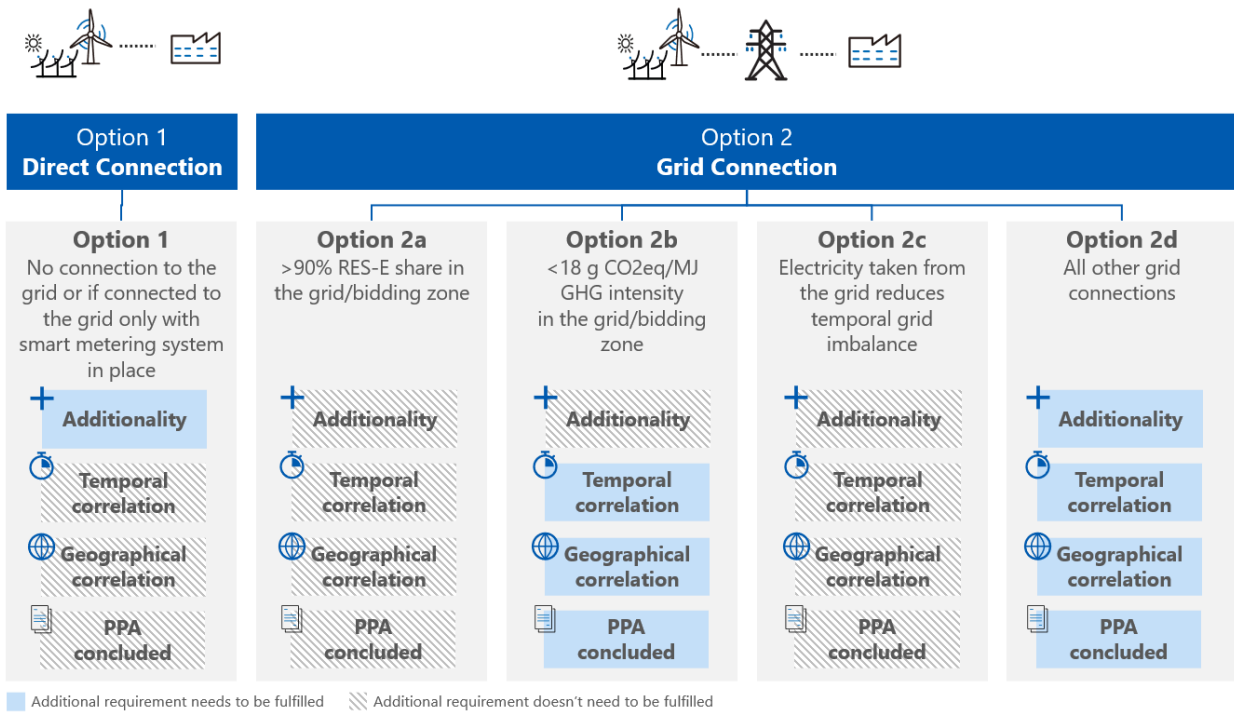 Option 1
Direct Connection
Option 2
Grid Connection
Option 1
No connection to the
grid or if connected to
the grid only with
smart metering system
in place
Additionality
Temporal
correlation
Geographical
correlation
PPA
concluded
Option 2a
>90% RES-E share in
the grid/bidding zone
Additionality
Temporal
correlation
Geographical
correlation
PPA
concluded
Option 2b
<18 g CO2eq/MJ
GHG intensity
in the grid/bidding
zone
Additionality
Temporal
correlation
Geographical
correlation
PPA
concluded
Option 2c
Electricity taken from
the grid reduces
temporal grid
imbalance
Additionality
Temporal
correlation
Geographical
correlation
PPA
concluded
Option 2d
All other grid
connections
Additionality
Temporal
correlation
Geographical
correlation
PPA
concluded
Additional requirement needs to be fulfilled
Additional requirement doesn't need to be fulfilled